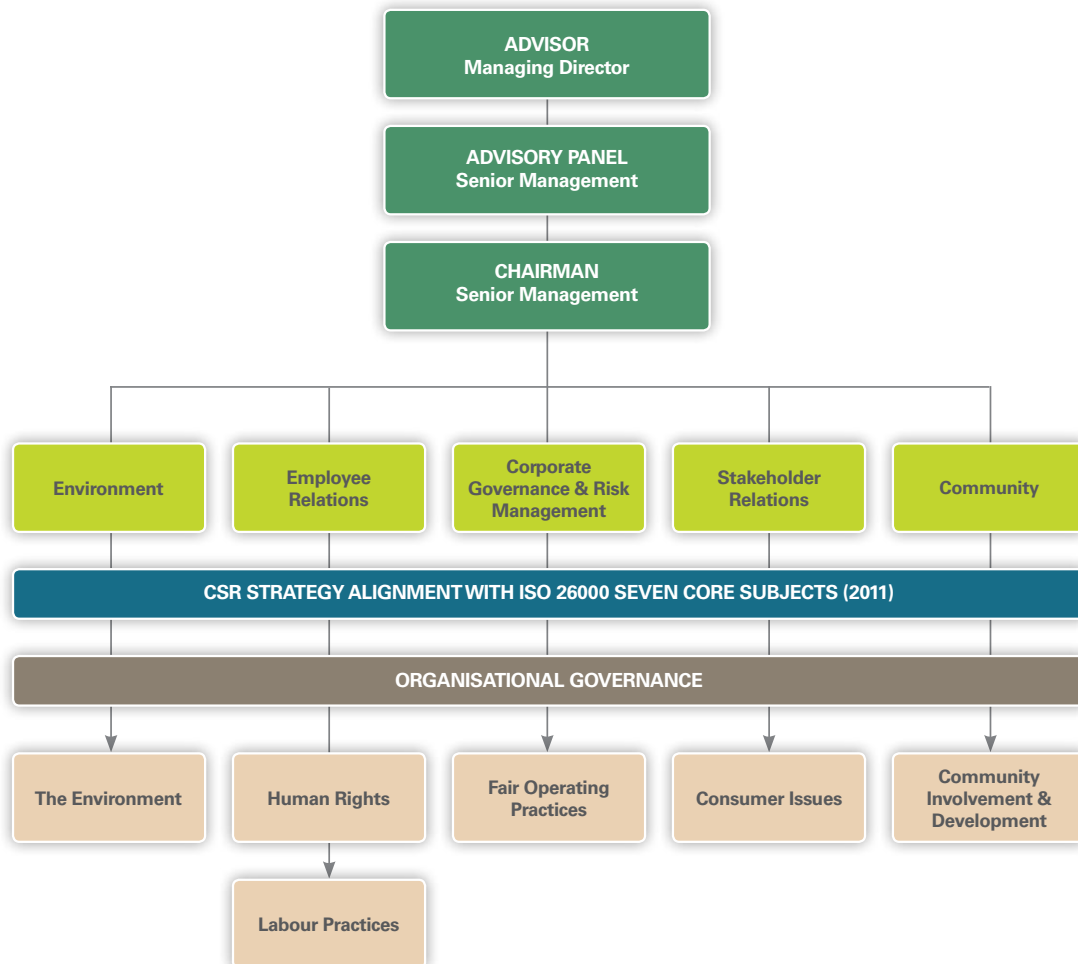 ADVISOR
Managing Director
ADVISORY PANEL
Senior Management
CHAIRMAN
Senior Management
Environment
Employee
Relations
Corporate
Governance & Risk
Management
Stakeholder
Relations
Community
CSR STRATEGY ALIGNMENT WITH ISO 26000 SEVEN CORE SUBJECTS (2011)
ORGANISATIONAL GOVERNANCE
The Environment
Human Rights
Fair Operating
Practices
Consumer Issues
Community
Involvement &
Development
Labour Practices